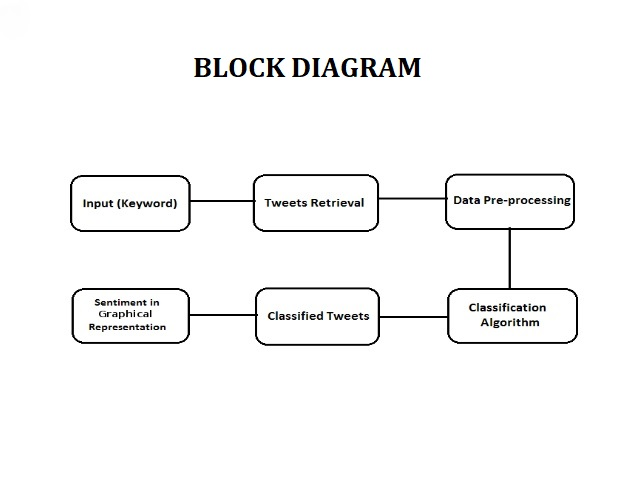 BLOCK DIAGRAM
Input (Keyword)
Tweets Retrieval
Data Pre-processing
Sentiment in
Graphical
Representation
Classified Tweets
Classification
Algorithm